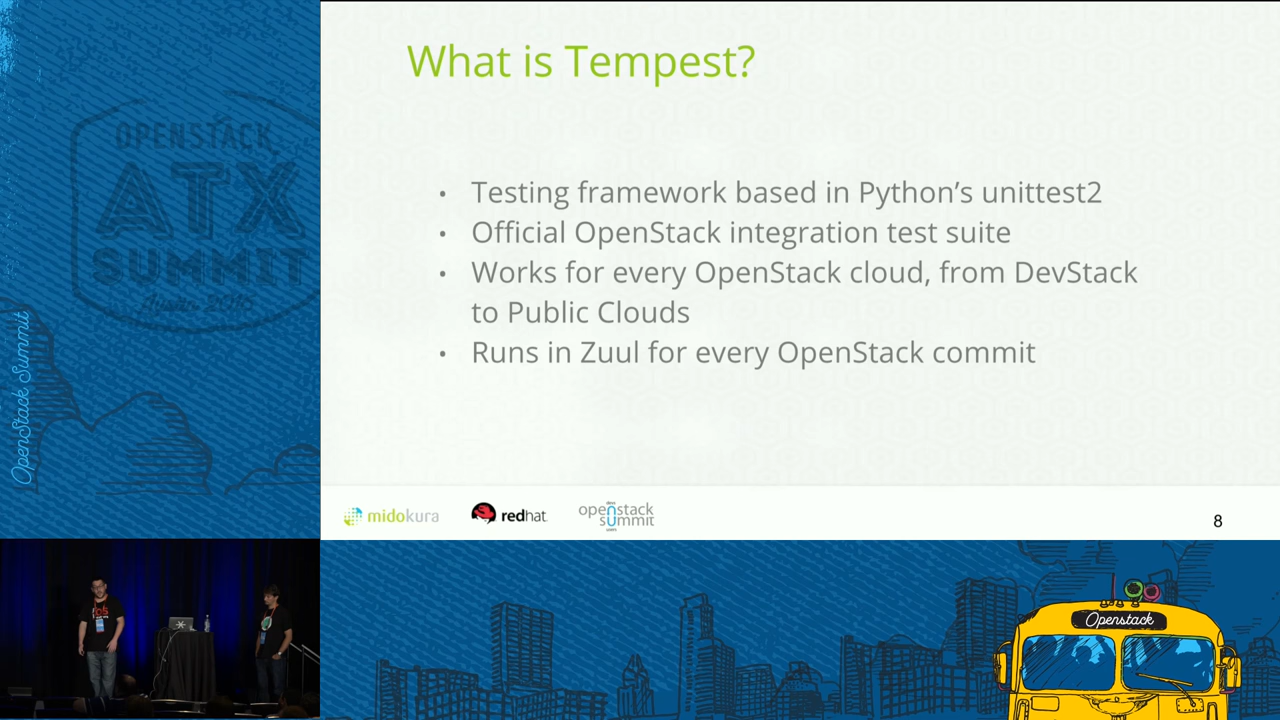 What is Tempest?
• Testing framework based in Python’s unittest2
• Official OpenStack integration test suite
• Works for every OpenStack cloud, from DevStack
to Public Clouds
• Runs in Zuul for every OpenStack commit
midokura
redhat
openstack
summit
8
OPENSTACK
ATX
SUMMIT
Austin 2016
OpenStack Summit
Openstack